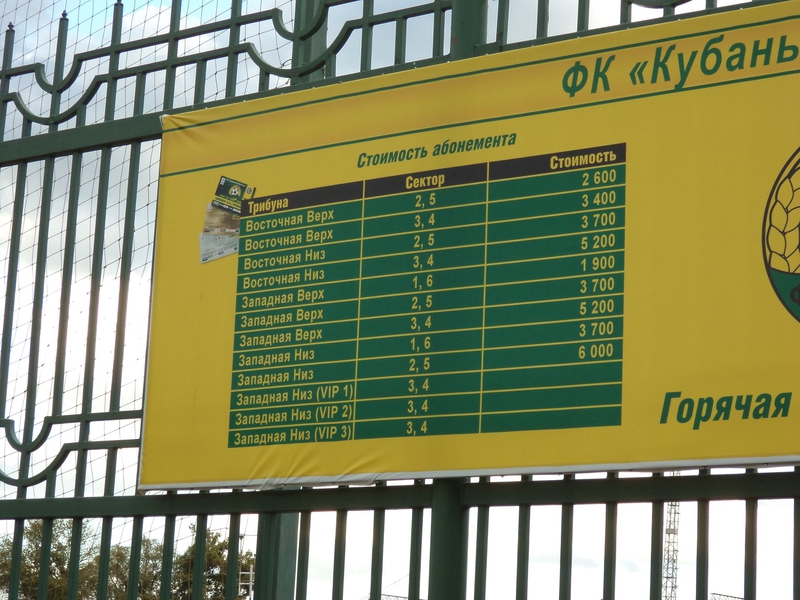 ФК «Кубань
Стоимость абонемента
Трибуна Сектор Стоимость
Восточная Верх 2, 5 2 600
Восточная Верх 3, 4 3 400
Восточная Низ 2, 5 3 700
Восточная Низ 3, 4 5 200
Западная Верх 1, 6 1 900
Западная Верх 2, 5 3 700
Западная Верх 3, 4 5 200
Западная Низ 1, 6 3 700
Западная Низ 2, 5 6 000
Западная Низ (VIP 1) 3, 4
Западная Низ (VIP 2) 3, 4
Западная Низ (VIP 3) 3, 4
Горячая